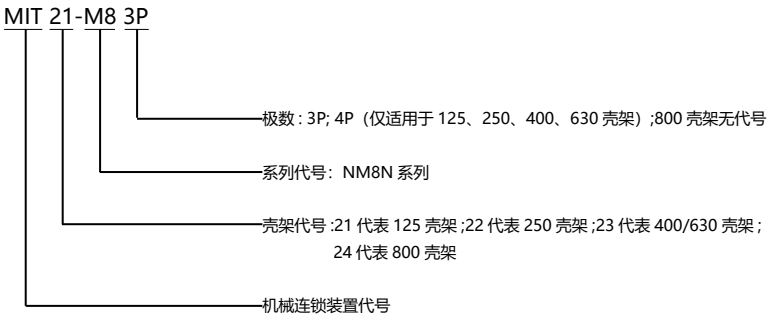 MIT 21-M8 3P
极数：3P; 4P（仅适用于 125、250、400、630 壳架）;800 壳架无代号
系列代号：NM8N 系列
壳架代号:21 代表 125 壳架;22 代表 250 壳架;23 代表 400/630 壳架;
24 代表 800 壳架
机械连锁装置代号